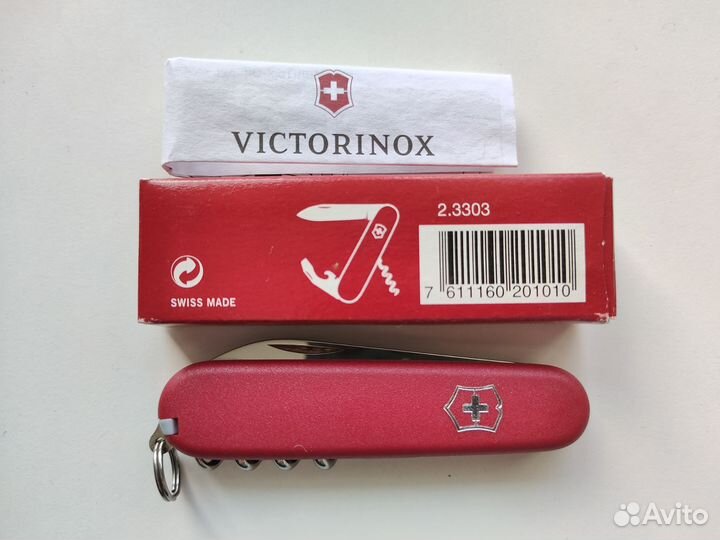 VICTORINOX
2.3303
SWISS MADE
7 611160 201010
Avito